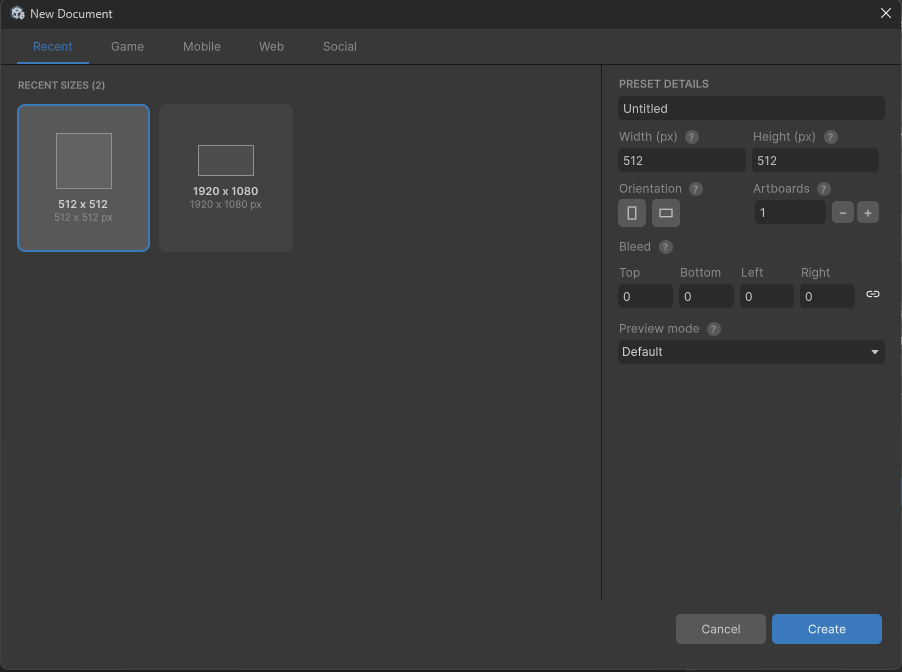 New Document
Recent Game Mobile Web Social
RECENT SIZES (2)
512 x 512
512 x 512 px
1920 x 1080
1920 x 1080 px
PRESET DETAILS
Untitled
Width (px) ? Height (px) ?
512 512
Orientation ? Artboards ?
1 − +
Bleed ?
Top Bottom Left Right
0 0 0 0
Preview mode ?
Default
Cancel Create